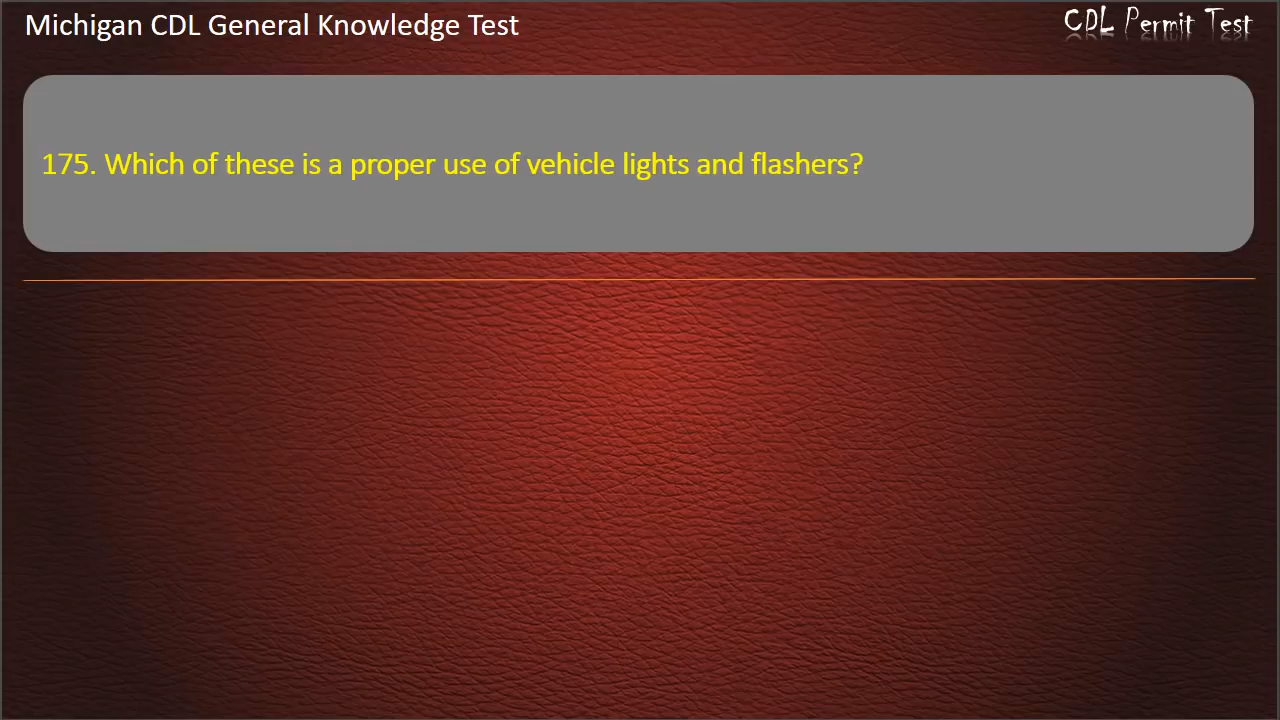 Michigan CDL General Knowledge Test
CDL Permit Test
175. Which of these is a proper use of vehicle lights and flashers?